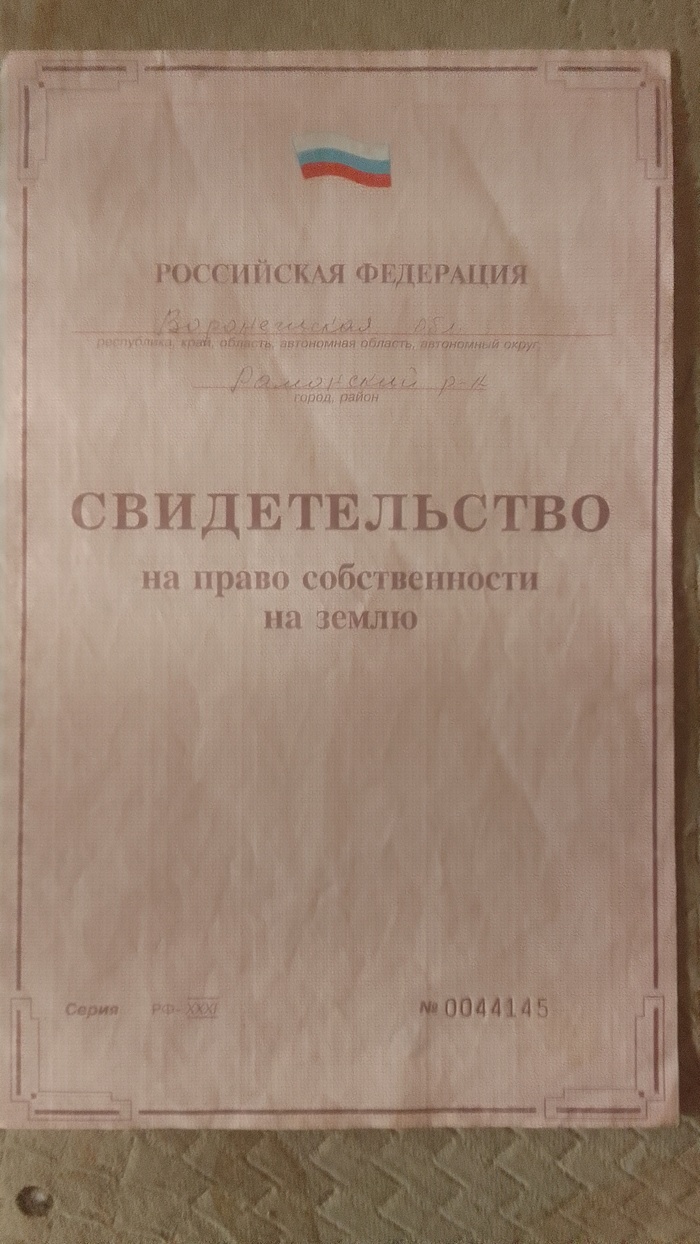 РОССИЙСКАЯ ФЕДЕРАЦИЯ
Воронежская обл.
республика, край, область, автономная область, автономный округ
Рамонский р-н
город, район
СВИДЕТЕЛЬСТВО
на право собственности
на землю
Серия РФ-XXXI № 0044145